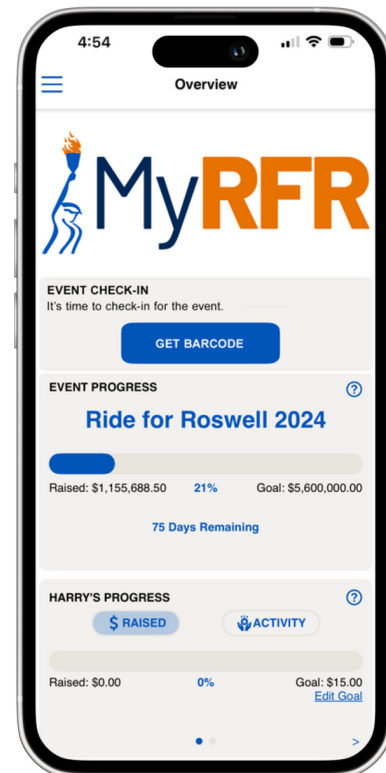 4:54
Overview
MyRFR
EVENT CHECK-IN
It's time to check-in for the event.
GET BARCODE
EVENT PROGRESS
?
Ride for Roswell 2024
Raised: $1,155,688.50 21% Goal: $5,600,000.00
75 Days Remaining
HARRY'S PROGRESS
?
$ RAISED ACTIVITY
Raised: $0.00 0% Goal: $15.00
Edit Goal
>